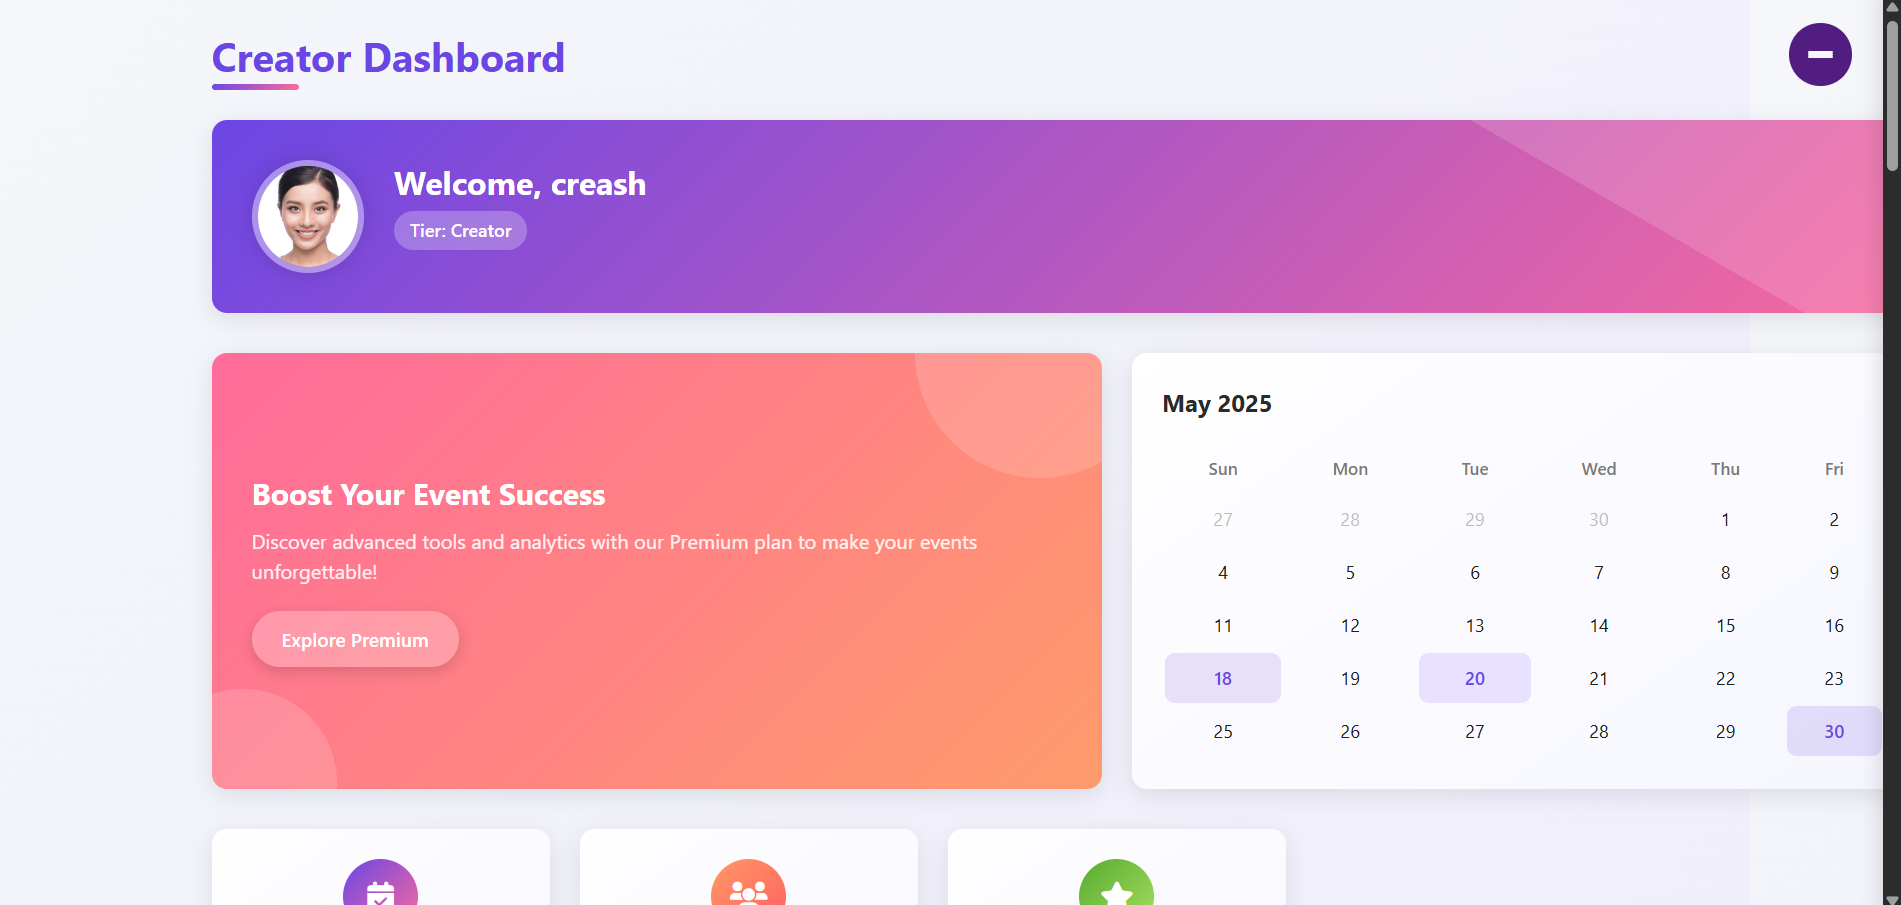 Creator Dashboard
Welcome, creash
Tier: Creator
Boost Your Event Success
Discover advanced tools and analytics with our Premium plan to make your events
unforgettable!
Explore Premium
May 2025
Sun Mon Tue Wed Thu Fri
27 28 29 30 1 2
4 5 6 7 8 9
11 12 13 14 15 16
18 19 20 21 22 23
25 26 27 28 29 30